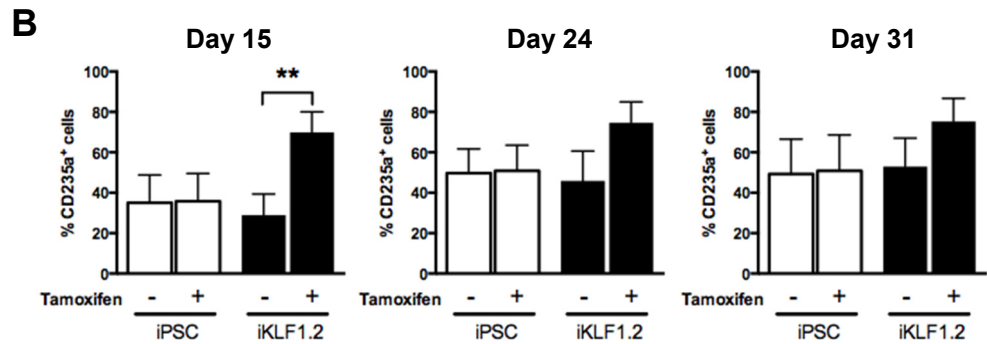 B
Day 15 Day 24 Day 31
**
100 100 100
80 80 80
60 60 60
40 40 40
20 20 20
0 0 0
% CD235a⁺ cells % CD235a⁺ cells % CD235a⁺ cells
Tamoxifen - + - + Tamoxifen - + - + Tamoxifen - + - +
iPSC iKLF1.2 iPSC iKLF1.2 iPSC iKLF1.2